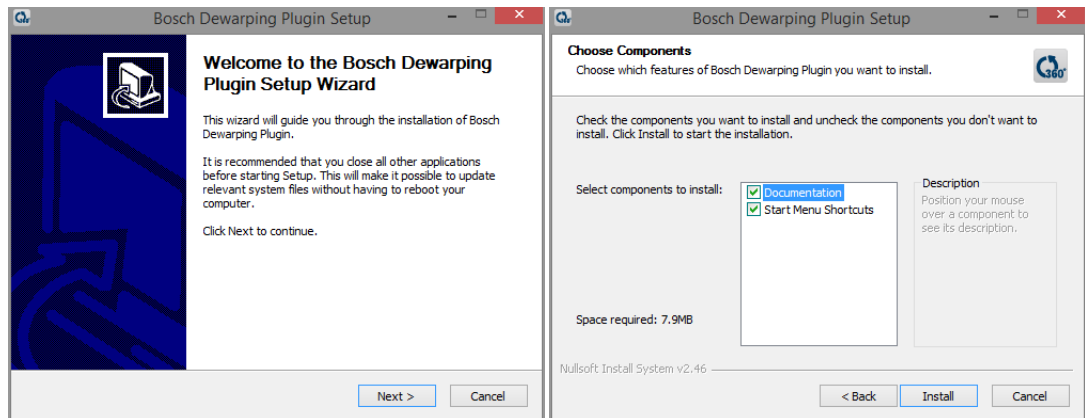 Bosch Dewarping Plugin Setup
Welcome to the Bosch Dewarping
Plugin Setup Wizard
This wizard will guide you through the installation of Bosch
Dewarping Plugin.
It is recommended that you close all other applications
before starting Setup. This will make it possible to update
relevant system files without having to reboot your
computer.
Click Next to continue.
Next >
Cancel
Bosch Dewarping Plugin Setup
Choose Components
Choose which features of Bosch Dewarping Plugin you want to install.
360°
Check the components you want to install and uncheck the components you don't want to
install. Click Install to start the installation.
Select components to install:
Documentation
Start Menu Shortcuts
Description
Position your mouse
over a component to
see its description.
Space required: 7.9MB
Nullsoft Install System v2.46
< Back
Install
Cancel